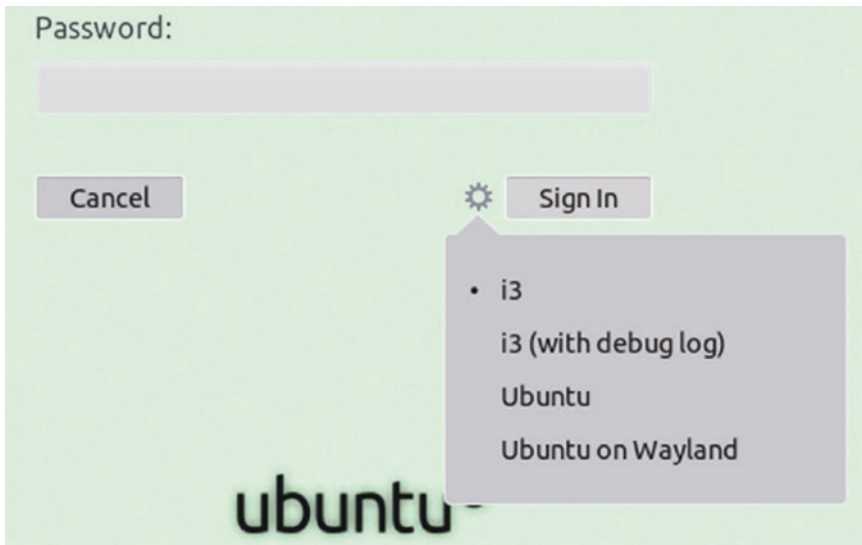 Password:
Cancel
Sign In
• i3
i3 (with debug log)
Ubuntu
Ubuntu on Wayland
ubuntu